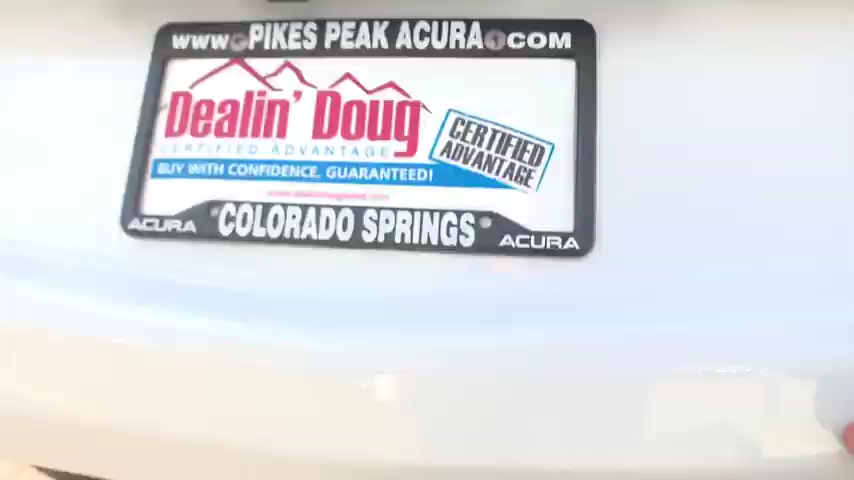 WWW.PIKES PEAK ACURA.COM
Dealin' Doug
CERTIFIED ADVANTAGE
CERTIFIED ADVANTAGE
BUY WITH CONFIDENCE. GUARANTEED!
ACURA COLORADO SPRINGS ACURA